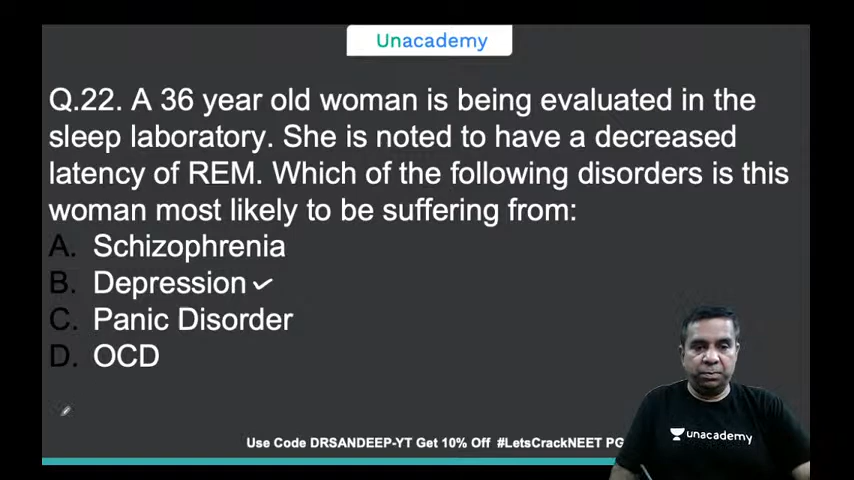 Unacademy
Q.22. A 36 year old woman is being evaluated in the
sleep laboratory. She is noted to have a decreased
latency of REM. Which of the following disorders is this
woman most likely to be suffering from:
A. Schizophrenia
B. Depression
C. Panic Disorder
D. OCD
unacademy
Use Code DRSANDEEP-YT Get 10% Off #LetsCrackNEET PG